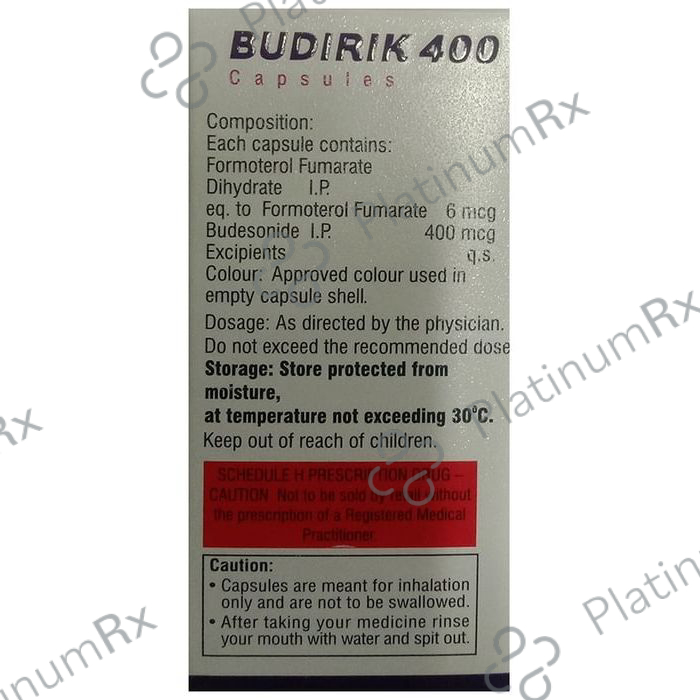 BUDIRIK 400
Capsules
Composition:
Each capsule contains:
Formoterol Fumarate
Dihydrate I.P.
eq. to Formoterol Fumarate 6 mcg
Budesonide I.P. 400 mcg
Excipients q.s.
Colour: Approved colour used in
empty capsule shell.
Dosage: As directed by the physician.
Do not exceed the recommended dose
Storage: Store protected from
moisture,
at temperature not exceeding 30°C.
Keep out of reach of children.
SCHEDULE H PRESCRIPTION DRUG –
CAUTION Not to be sold by retail without
the prescription of a Registered Medical
Practitioner.
Caution:
• Capsules are meant for inhalation
only and are not to be swallowed.
• After taking your medicine rinse
your mouth with water and spit out.
PlatinumRx
PlatinumRx
PlatinumRx
Rx
inumRx
Platin